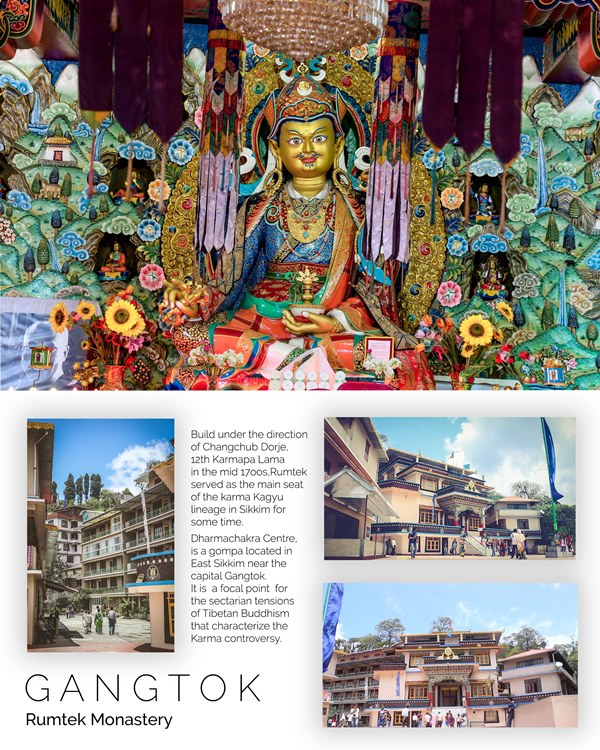 Build under the direction
of Changchub Dorje,
12th Karmapa Lama
in the mid 1700s,Rumtek
served as the main seat
of the karma Kagyu
lineage in Sikkim for
some time.
Dharmachakra Centre,
is a gompa located in
East Sikkim near the
capital Gangtok.
It is a focal point for
the sectarian tensions
of Tibetan Buddhism
that characterize the
Karma controversy.
GANGTOK
Rumtek Monastery